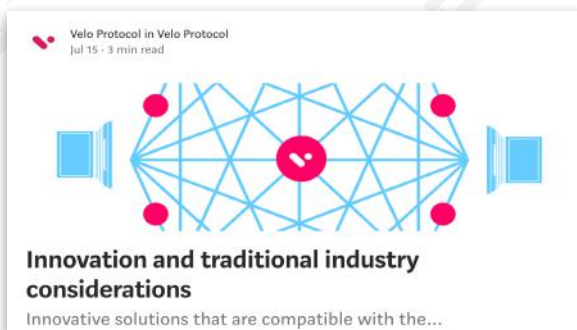 Velo Protocol in Velo Protocol
Jul 15 · 3 min read
Innovation and traditional industry
considerations
Innovative solutions that are compatible with the...